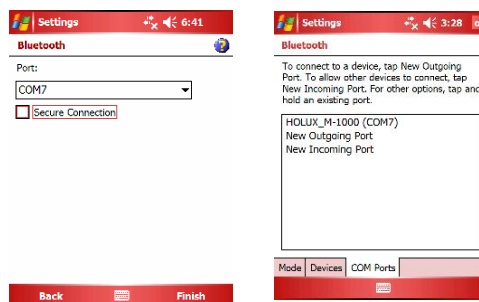 Settings
6:41
Bluetooth
Port:
COM7
Secure Connection
Back
Finish
Settings
3:28
Bluetooth
To connect to a device, tap New Outgoing
Port. To allow other devices to connect, tap
New Incoming Port. For other options, tap and
hold an existing port.
HOLUX_M-1000 (COM7)
New Outgoing Port
New Incoming Port
Mode
Devices
COM Ports